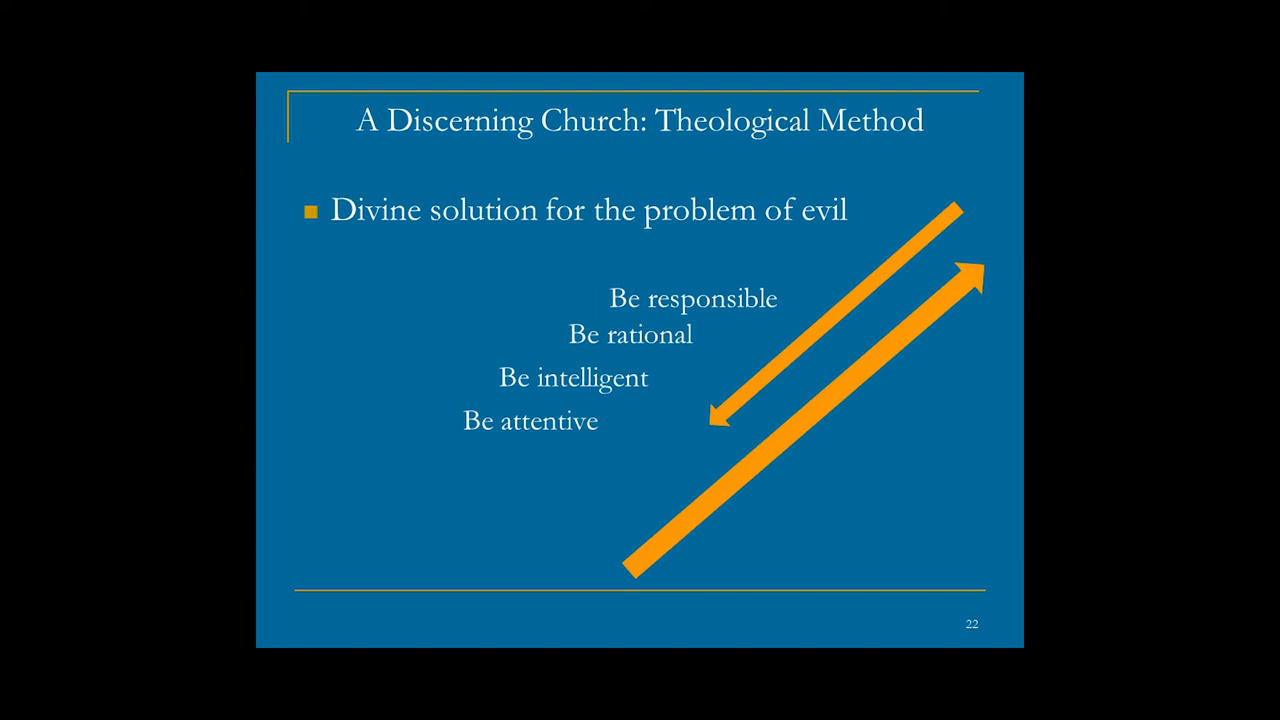 A Discerning Church: Theological Method
Divine solution for the problem of evil
Be responsible
Be rational
Be intelligent
Be attentive
22